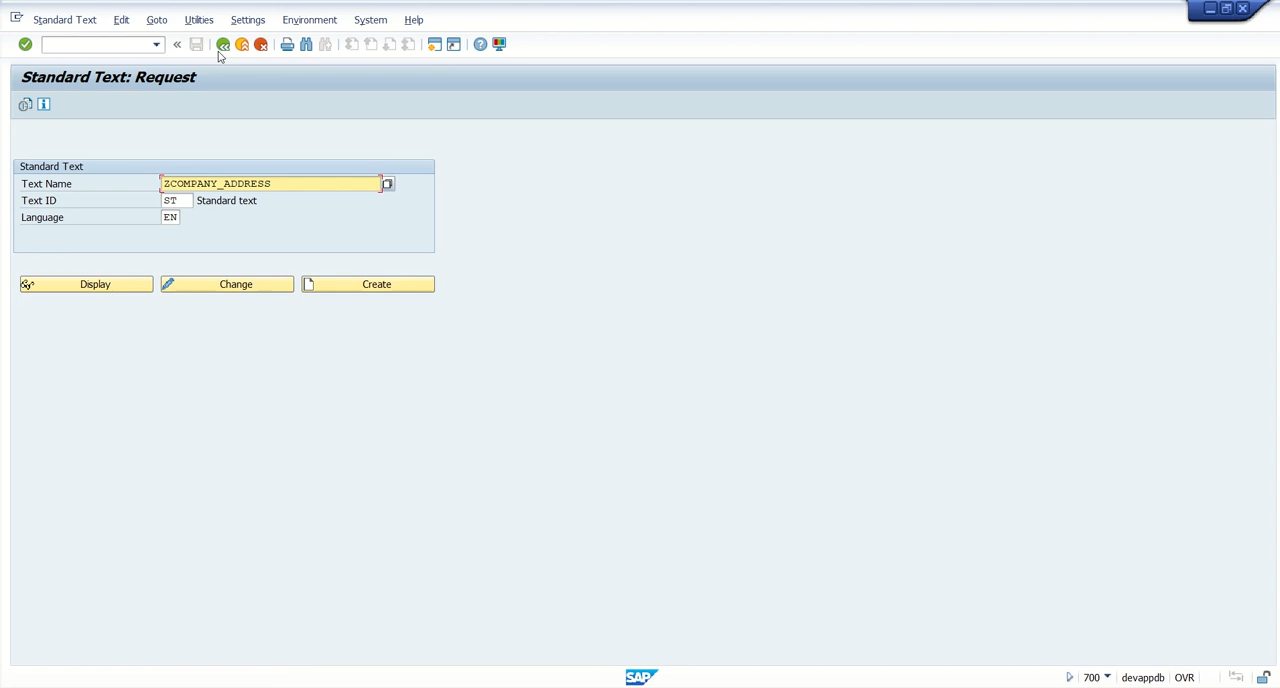 Standard Text Edit Goto Utilities Settings Environment System Help
Standard Text: Request
Standard Text
Text Name ZCOMPANY_ADDRESS
Text ID ST Standard text
Language EN
Display Change Create
SAP 700 devappdb OVR